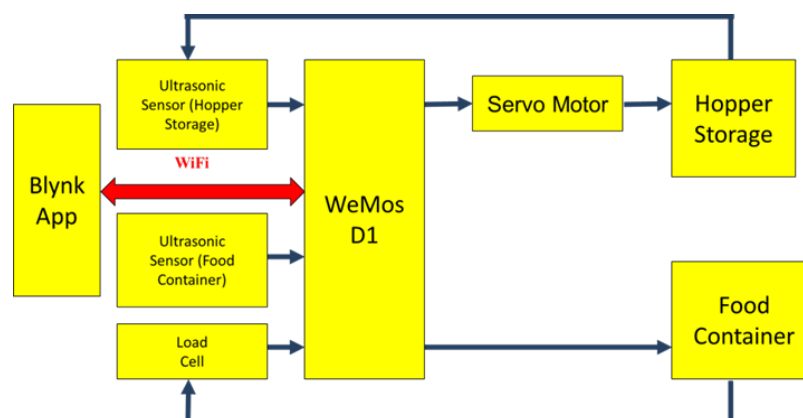 Ultrasonic
Sensor (Hopper
Storage)
Servo Motor
Hopper
Storage
WiFi
Blynk
App
WeMos
D1
Ultrasonic
Sensor (Food
Container)
Food
Container
Load
Cell